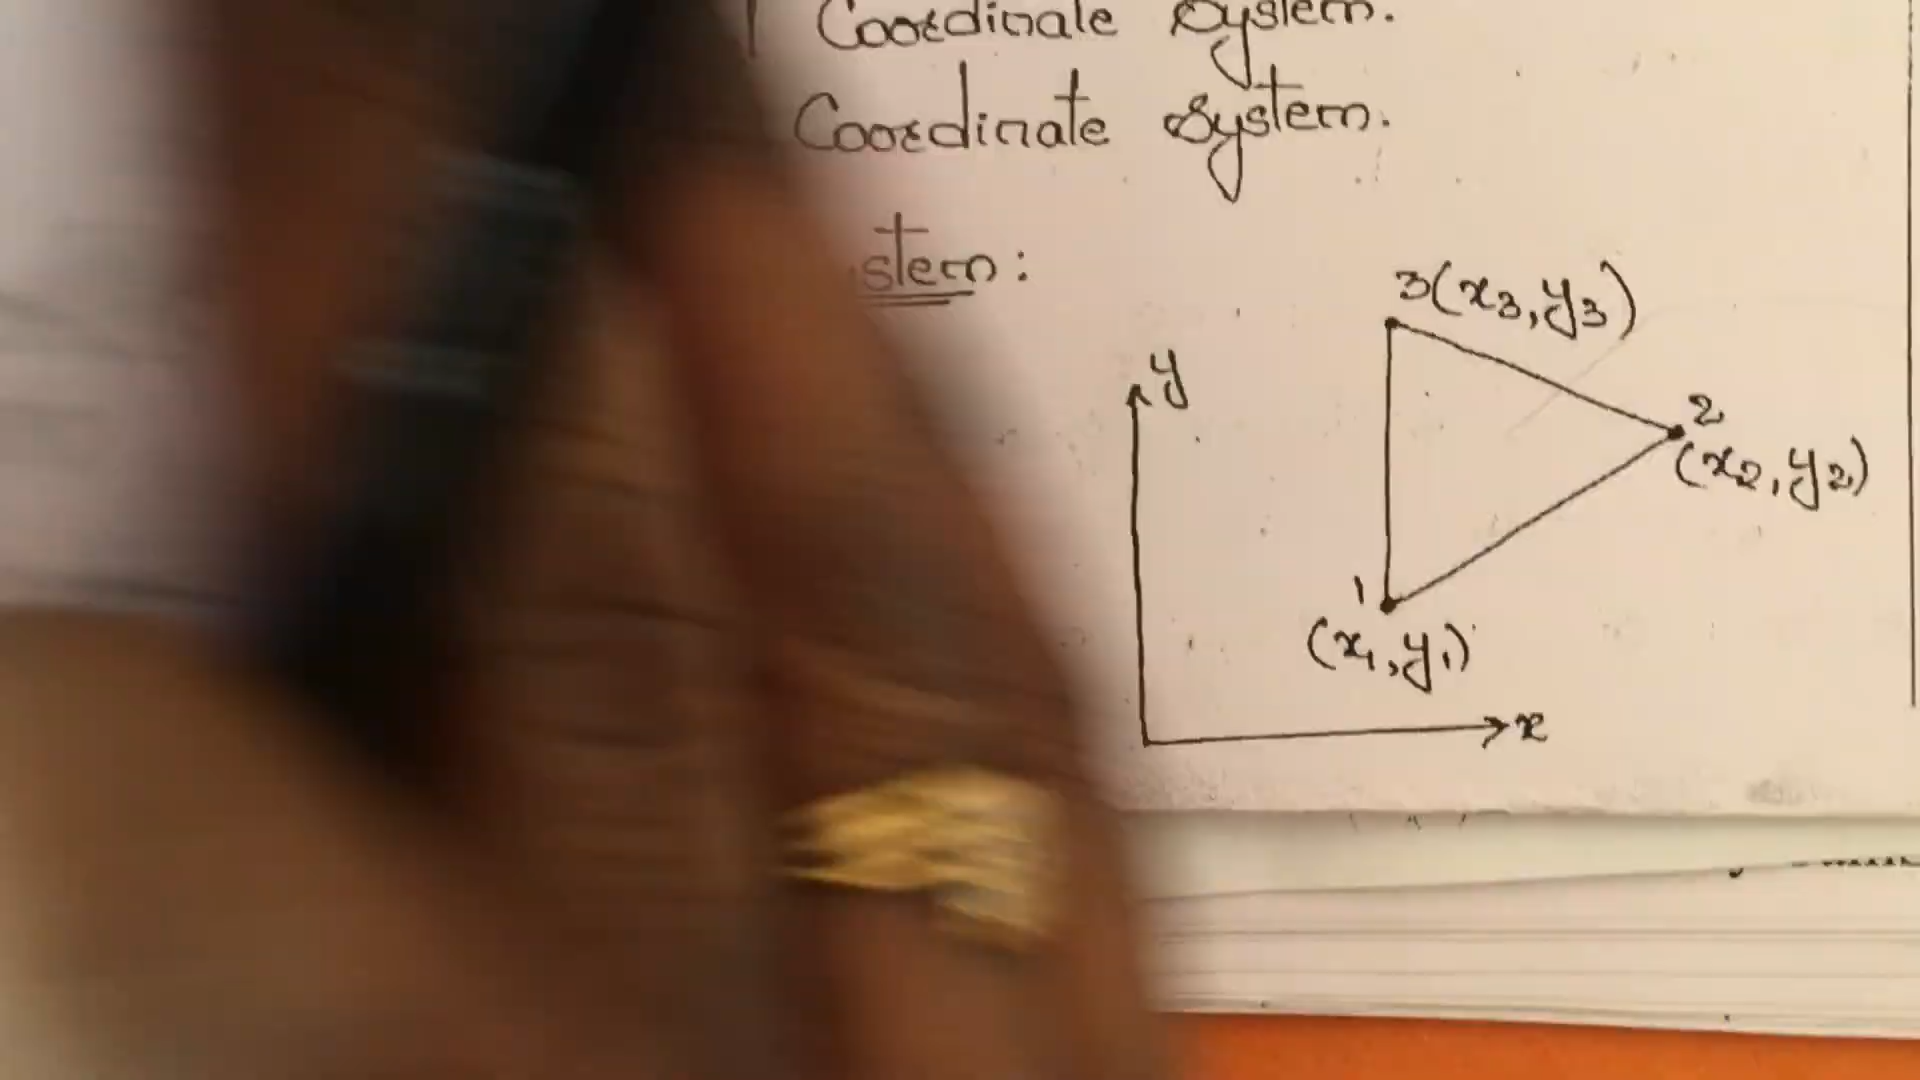 Coordinate System.
Coordinate System.
stem:
3(x3,y3)
y
2
(x2,y2)
1
(x1,y1)
x